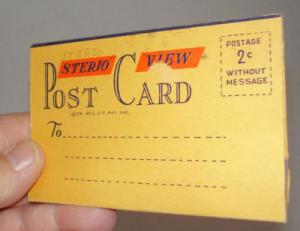 STERIO VIEW
POST CARD
POSTAGE
2¢
WITHOUT
MESSAGE
To